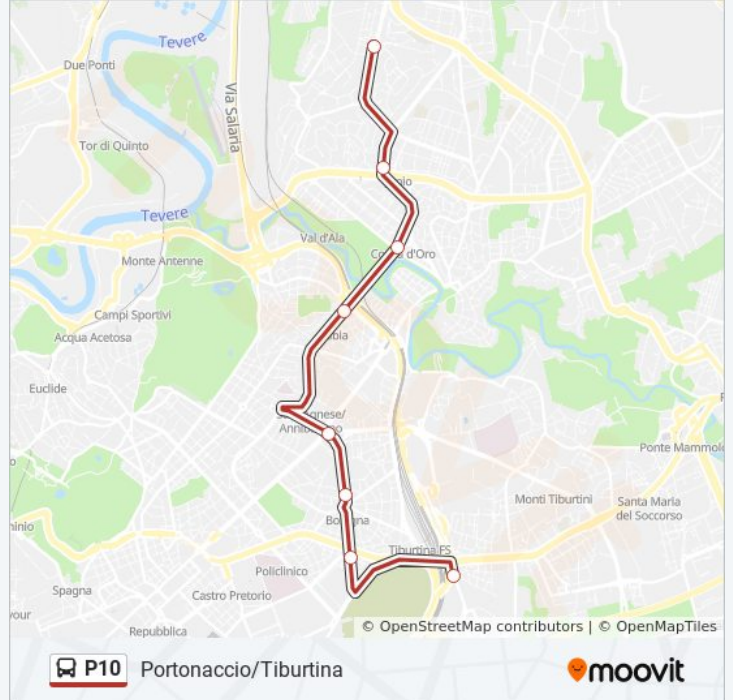 Tevere
Due Ponti
Via Salaria
Tor di Quinto
Tevere
Val d'Ala
d'Oro
Monte Antenne
Campi Sportivi
Acqua Acetosa
Euclide
Ponte Mammolo
Monti Tiburtini
Santa Maria
del Soccorso
Tiburtina FS
Policlinico
Castro Pretorio
Spagna
Repubblica
© OpenStreetMap contributors | © OpenMapTiles
P10 Portonaccio/Tiburtina
moovit